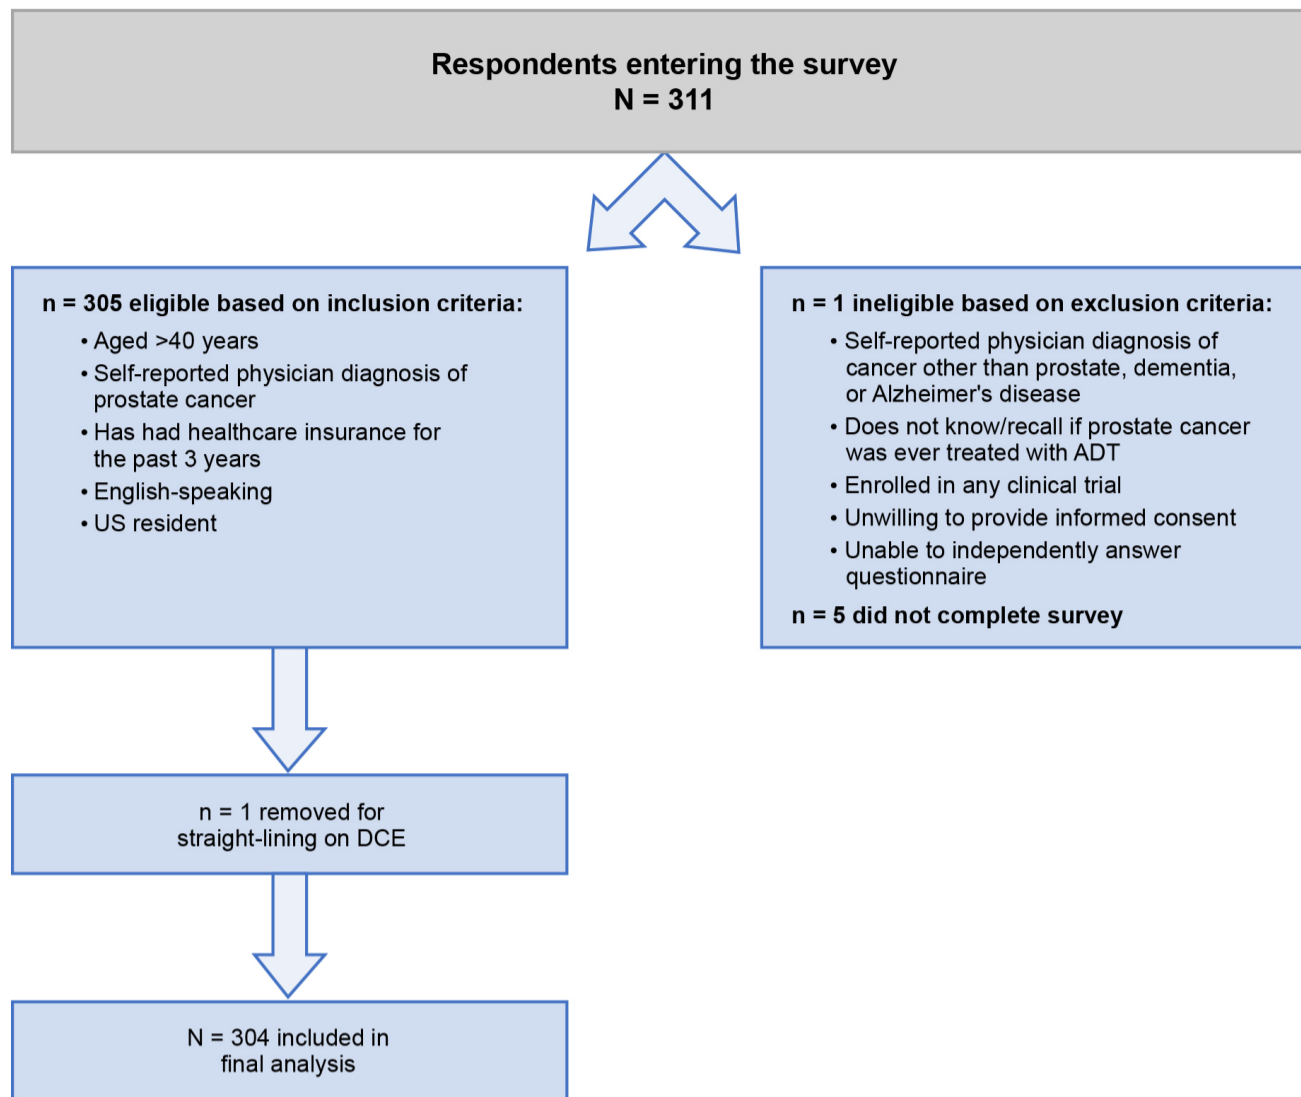 Respondents entering the survey
N = 311
n = 305 eligible based on inclusion criteria:
• Aged >40 years
• Self-reported physician diagnosis of
prostate cancer
• Has had healthcare insurance for
the past 3 years
• English-speaking
• US resident
n = 1 ineligible based on exclusion criteria:
• Self-reported physician diagnosis of
cancer other than prostate, dementia,
or Alzheimer's disease
• Does not know/recall if prostate cancer
was ever treated with ADT
• Enrolled in any clinical trial
• Unwilling to provide informed consent
• Unable to independently answer
questionnaire
n = 5 did not complete survey
n = 1 removed for
straight-lining on DCE
N = 304 included in
final analysis